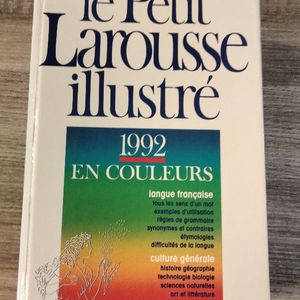 le Petit
Larousse
illustré
1992
EN COULEURS
langue française
tous les sens d'un mot
exemples d'utilisation
règles de grammaire
synonymes et contraires
étymologies
difficultés de la langue
culture générale
histoire géographie
technologie biologie
sciences naturelles
art et littérature